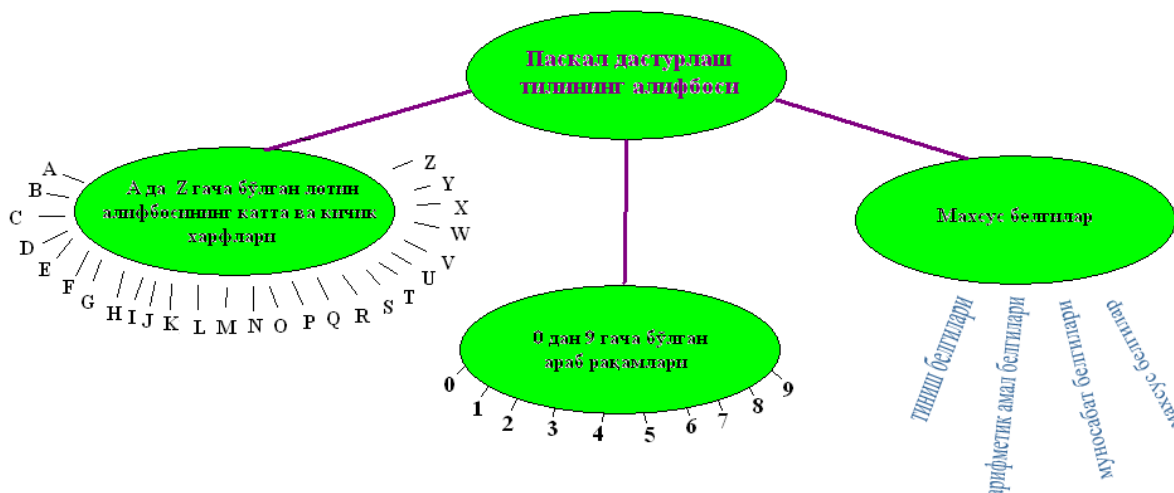 Паскал дастурлаш
тилининг алифбоси
А да Z гача бўлган лотин
алифбосининг катта ва кичик
харфлари
A
B
C
D
E
F
G
H
I
J
K
L
M
N
O
P
Q
R
S
T
U
V
W
X
Y
Z
0 дан 9 гача бўлган
араб рақамлари
0
1
2
3
4
5
6
7
8
9
Махсус белгилар
тиниш белгилари
арифметик амал белгилари
муносабат белгилари
махсус белгилар